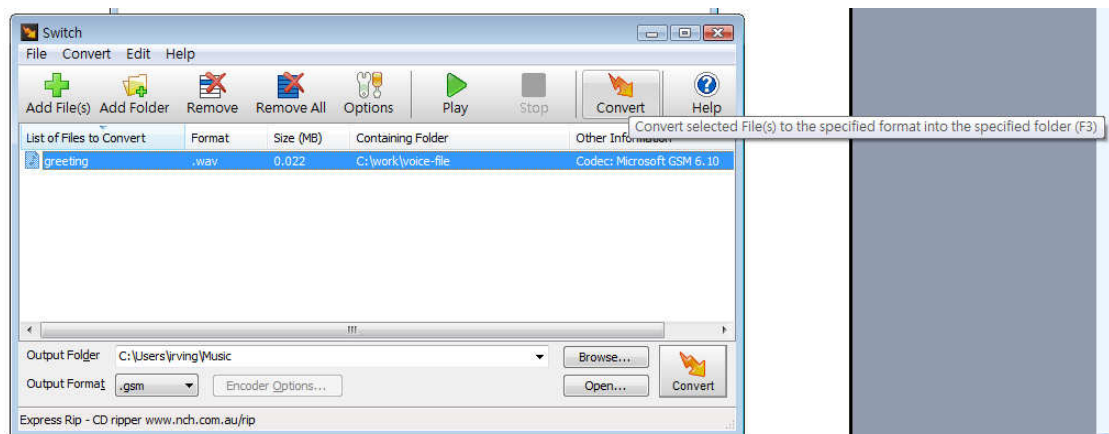 Switch
File Convert Edit Help
Add File(s) Add Folder Remove Remove All Options Play Stop Convert Help
Convert selected File(s) to the specified format into the specified folder (F3)
List of Files to Convert Format Size (MB) Containing Folder Other Information
greeting .wav 0.022 C:\work\voice-file Codec: Microsoft GSM 6.10
Output Folder C:\Users\irving\Music Browse...
Output Format .gsm Encoder Options... Open... Convert
Express Rip - CD ripper www.nch.com.au/rip